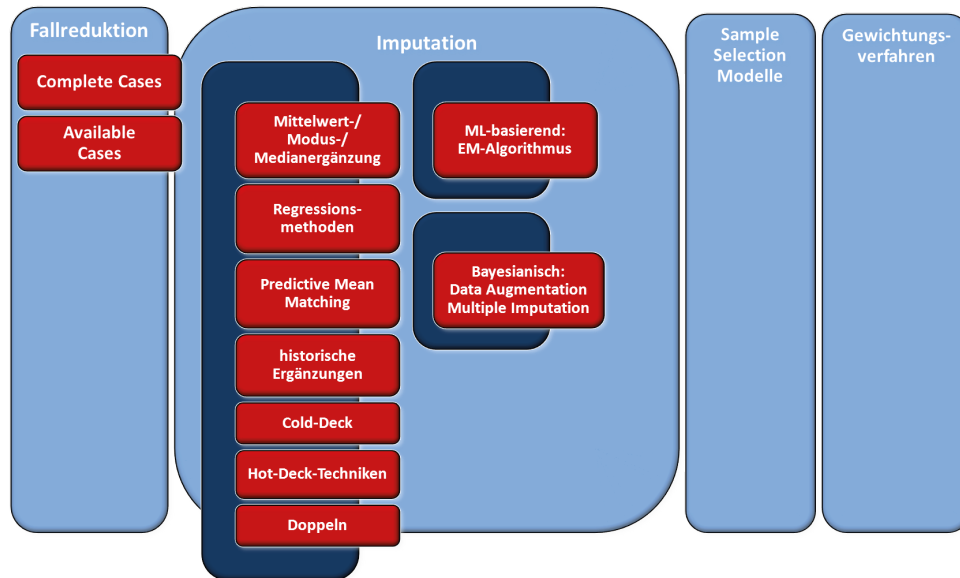 Fallreduktion
Complete Cases
Available
Cases
Imputation
Mittelwert-/
Modus-/
Medianergänzung
Regressions-
methoden
Predictive Mean
Matching
historische
Ergänzungen
Cold-Deck
Hot-Deck-Techniken
Doppeln
ML-basierend:
EM-Algorithmus
Bayesianisch:
Data Augmentation
Multiple Imputation
Sample
Selection
Modelle
Gewichtungs-
verfahren